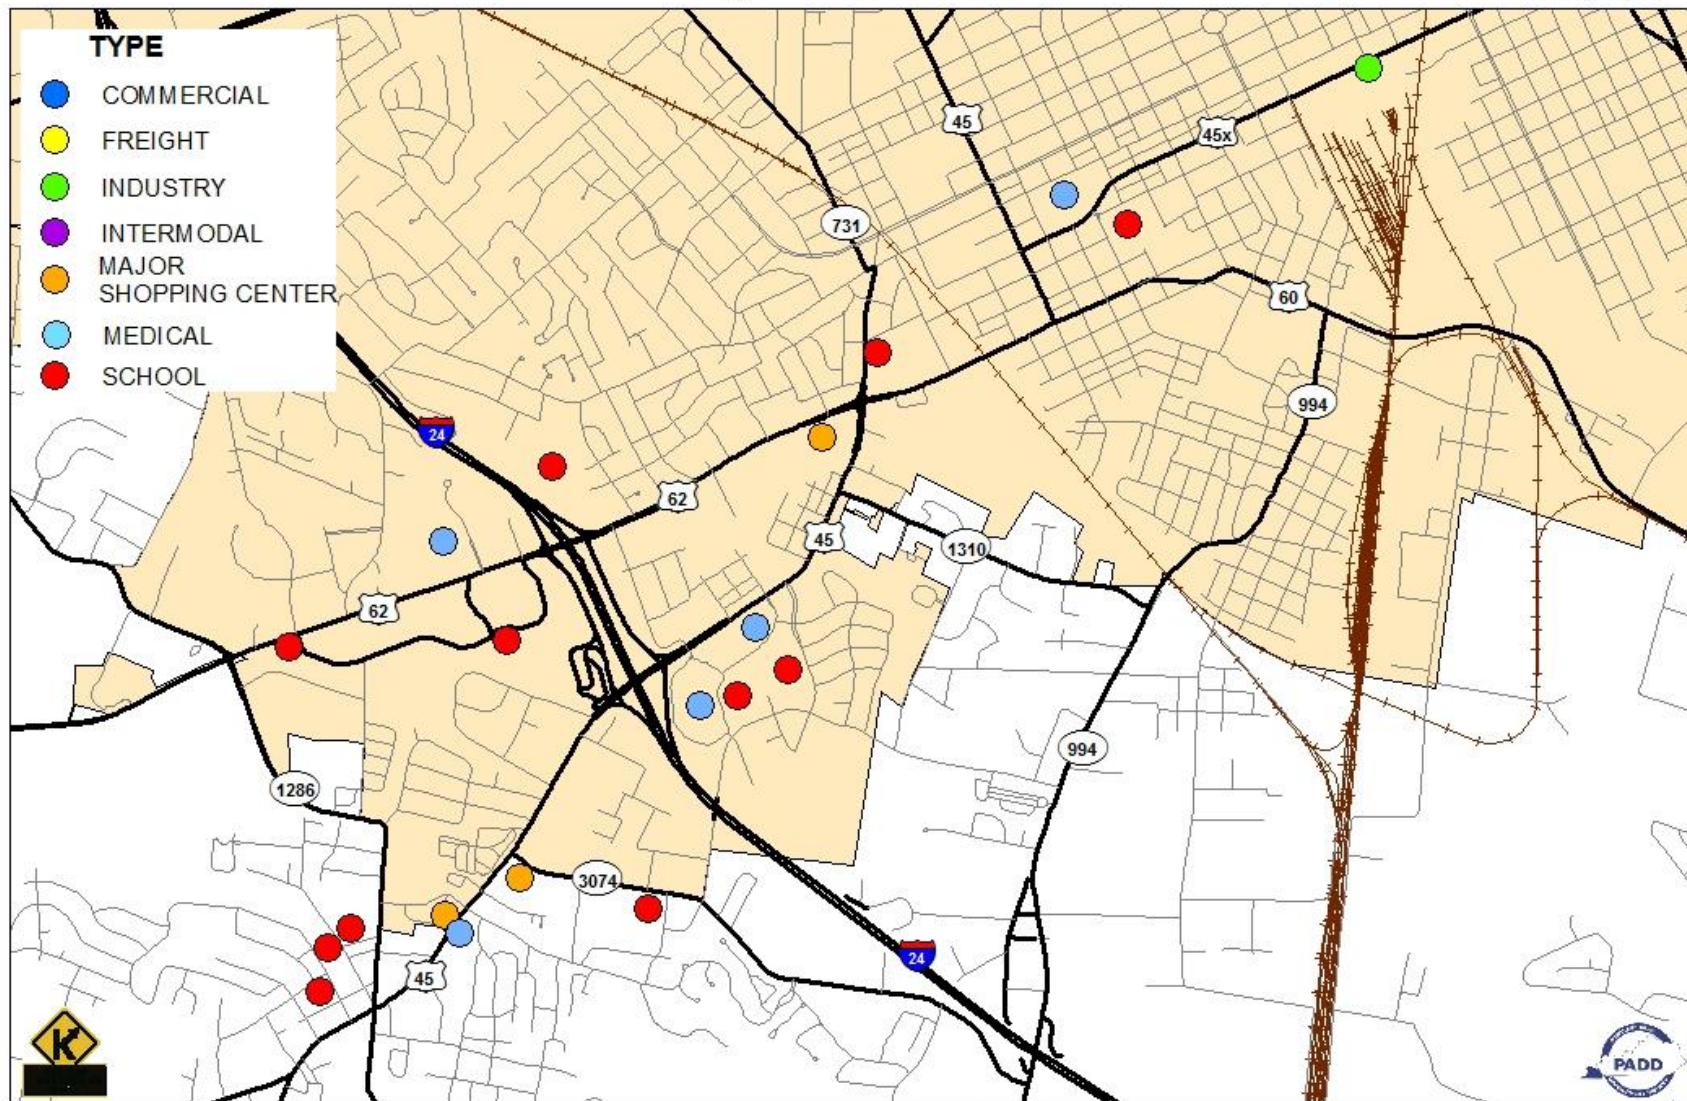 TYPE
COMMERCIAL
FREIGHT
INDUSTRY
INTERMODAL
MAJOR
SHOPPING CENTER
MEDICAL
SCHOOL
45
45x
731
60
994
24
62
45
1310
62
994
1286
3074
24
45
K
PADD